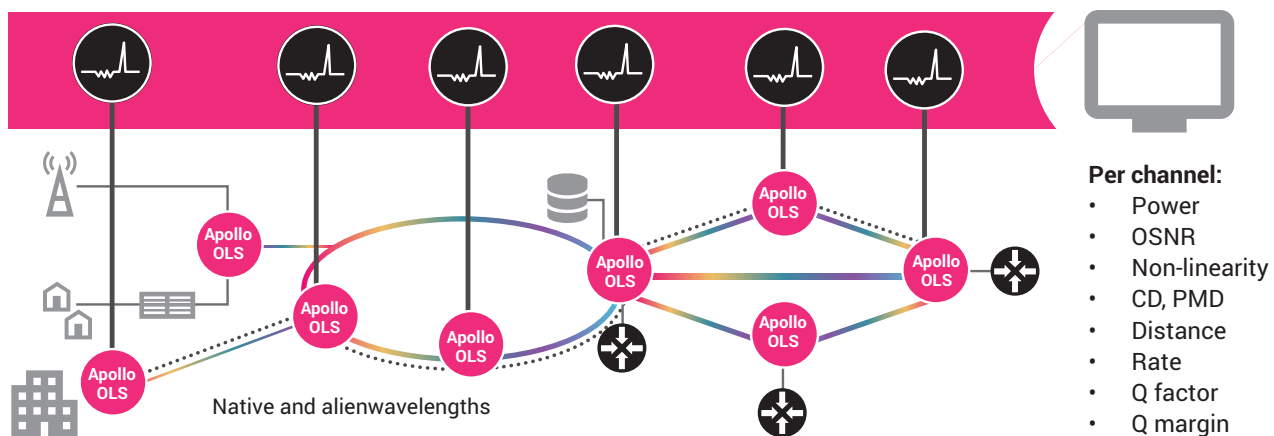 Apollo
OLS
Apollo
OLS
Apollo
OLS
Apollo
OLS
Apollo
OLS
Apollo
OLS
Apollo
OLS
Apollo
OLS
Native and alienwavelengths
Per channel:
• Power
• OSNR
• Non-linearity
• CD, PMD
• Distance
• Rate
• Q factor
• Q margin